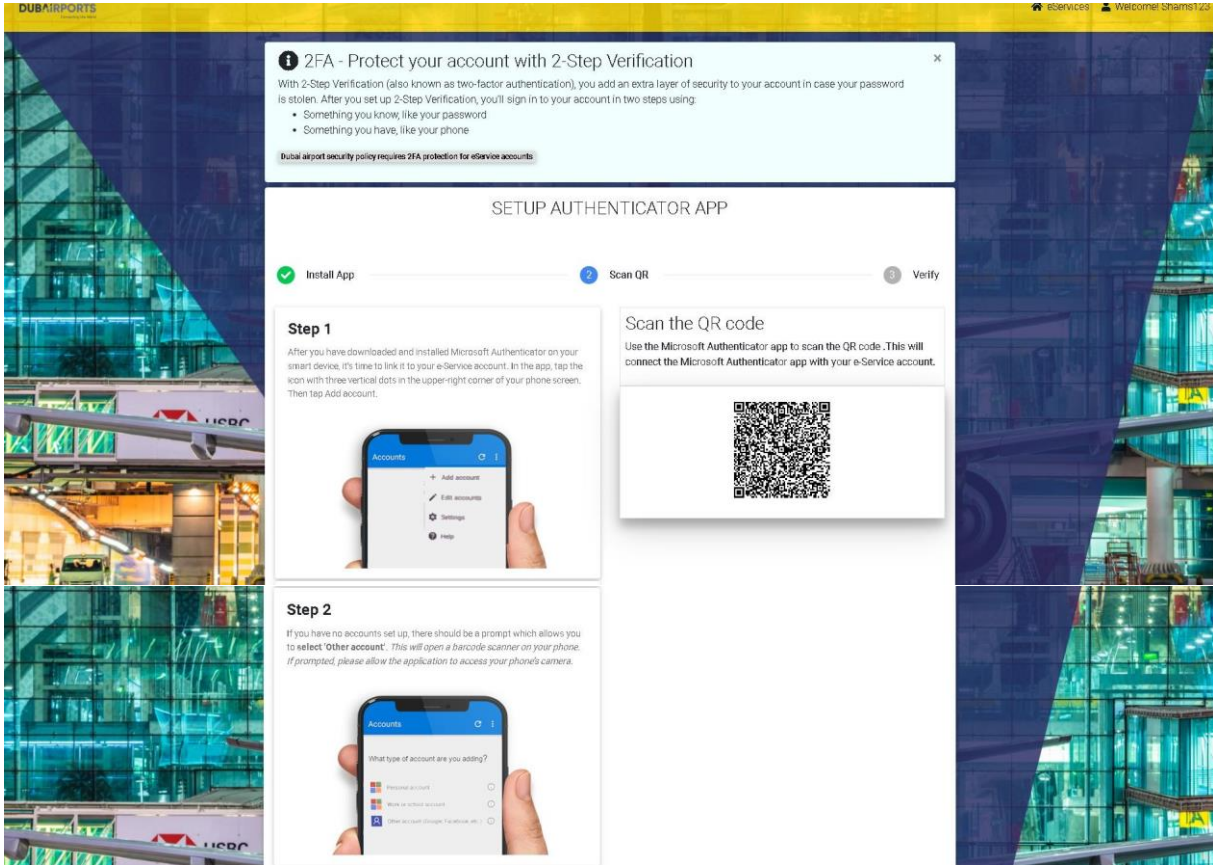 DUBAIRPORTS
eServices Welcome! Shams123
2FA - Protect your account with 2-Step Verification
×
With 2-Step Verification (also known as two-factor authentication), you add an extra layer of security to your account in case your password
is stolen. After you set up 2-Step Verification, you'll sign in to your account in two steps using:
• Something you know, like your password
• Something you have, like your phone
Dubai airport security policy requires 2FA protection for eService accounts
SETUP AUTHENTICATOR APP
Install App
2 Scan QR
3 Verify
Step 1
After you have downloaded and installed Microsoft Authenticator on your
smart device, it's time to link it to your e-Service account. In the app, tap the
icon with three vertical dots in the upper-right corner of your phone screen.
Then tap Add account.
Accounts
+ Add account
Edit accounts
Settings
Help
Scan the QR code
Use the Microsoft Authenticator app to scan the QR code .This will
connect the Microsoft Authenticator app with your e-Service account.
HSBC
Step 2
If you have no accounts set up, there should be a prompt which allows you
to select 'Other account'. This will open a barcode scanner on your phone.
If prompted, please allow the application to access your phone's camera.
Accounts
What type of account are you adding?
Personal account
Work or school account
Other account (Google, Facebook, etc.)
HSBC